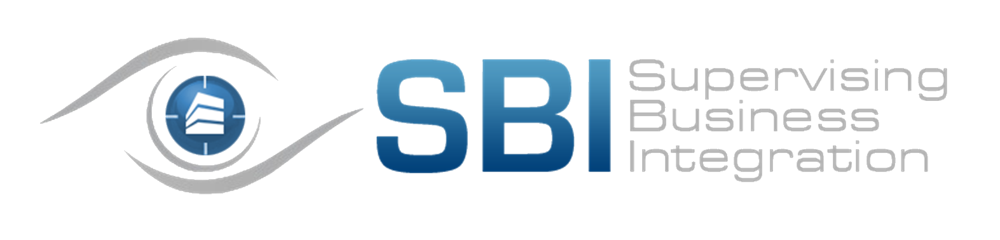 SBI
Supervising
Business
Integration